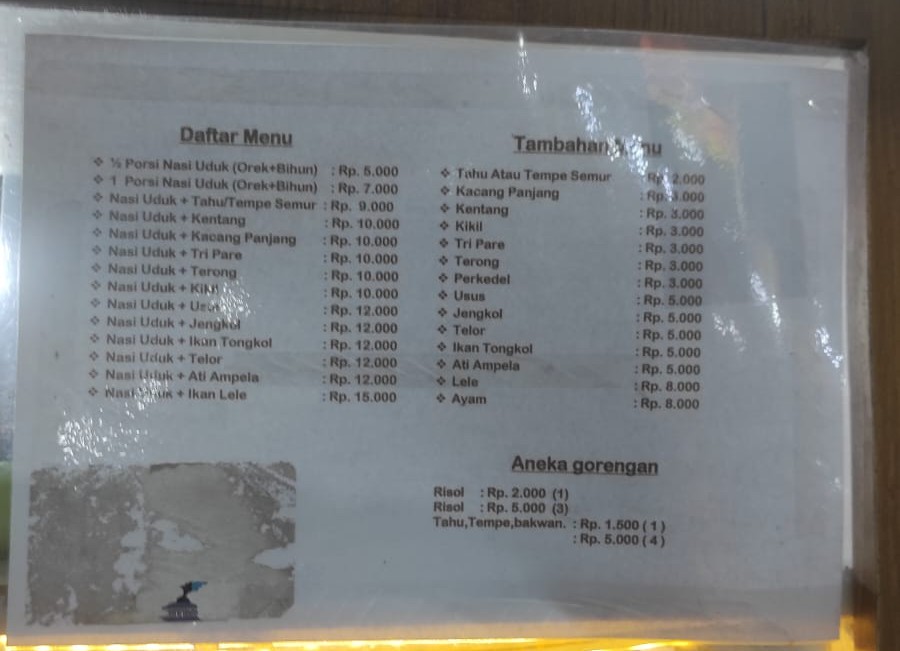 Daftar Menu
❖ ½ Porsi Nasi Uduk (Orek+Bihun) : Rp. 5.000
❖ 1 Porsi Nasi Uduk (Orek+Bihun) : Rp. 7.000
❖ Nasi Uduk + Tahu/Tempe Semur : Rp. 9.000
❖ Nasi Uduk + Kentang : Rp. 10.000
❖ Nasi Uduk + Kacang Panjang : Rp. 10.000
❖ Nasi Uduk + Tri Pare : Rp. 10.000
❖ Nasi Uduk + Terong : Rp. 10.000
❖ Nasi Uduk + Kikil : Rp. 10.000
❖ Nasi Uduk + Usus : Rp. 12.000
❖ Nasi Uduk + Jengkol : Rp. 12.000
❖ Nasi Uduk + Ikan Tongkol : Rp. 12.000
❖ Nasi Uduk + Telor : Rp. 12.000
❖ Nasi Uduk + Ati Ampela : Rp. 12.000
❖ Nasi Uduk + Ikan Lele : Rp. 15.000
Tambahan Menu
❖ Tahu Atau Tempe Semur : Rp. 2.000
❖ Kacang Panjang : Rp. 3.000
❖ Kentang : Rp. 3.000
❖ Kikil : Rp. 3.000
❖ Tri Pare : Rp. 3.000
❖ Terong : Rp. 3.000
❖ Perkedel : Rp. 3.000
❖ Usus : Rp. 5.000
❖ Jengkol : Rp. 5.000
❖ Telor : Rp. 5.000
❖ Ikan Tongkol : Rp. 5.000
❖ Ati Ampela : Rp. 5.000
❖ Lele : Rp. 8.000
❖ Ayam : Rp. 8.000
Aneka gorengan
Risol : Rp. 2.000 (1)
Risol : Rp. 5.000 (3)
Tahu,Tempe,bakwan. : Rp. 1.500 ( 1 )
: Rp. 5.000 ( 4 )